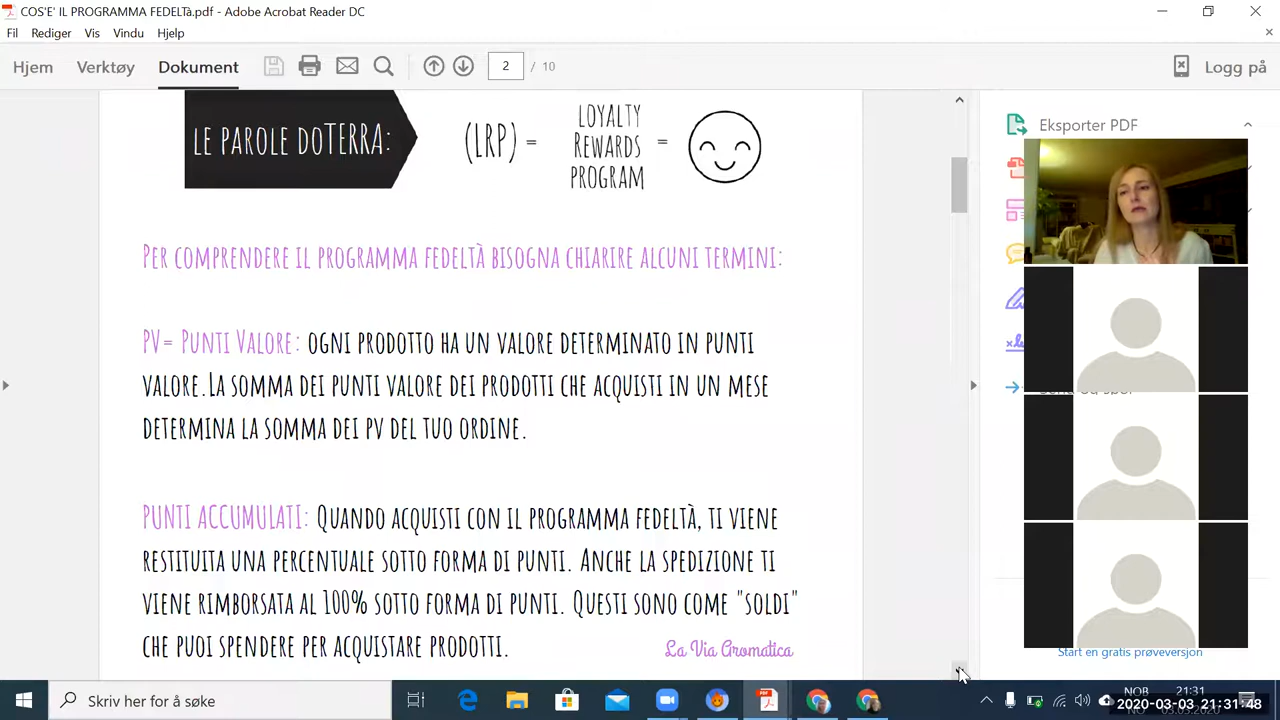 COS'E' IL PROGRAMMA FEDELTà.pdf - Adobe Acrobat Reader DC
Fil Rediger Vis Vindu Hjelp
Hjem Verktøy Dokument 2 / 10 Logg på
LE PAROLE dōTERRA: (LRP) = LOYALTY REWARDS PROGRAM =
Eksporter PDF
PER COMPRENDERE IL PROGRAMMA FEDELTÀ BISOGNA CHIARIRE ALCUNI TERMINI:
PV= PUNTI VALORE: OGNI PRODOTTO HA UN VALORE DETERMINATO IN PUNTI
VALORE.LA SOMMA DEI PUNTI VALORE DEI PRODOTTI CHE ACQUISTI IN UN MESE
DETERMINA LA SOMMA DEI PV DEL TUO ORDINE.
PUNTI ACCUMULATI: QUANDO ACQUISTI CON IL PROGRAMMA FEDELTÀ, TI VIENE
RESTITUITA UNA PERCENTUALE SOTTO FORMA DI PUNTI. ANCHE LA SPEDIZIONE TI
VIENE RIMBORSATA AL 100% SOTTO FORMA DI PUNTI. QUESTI SONO COME "SOLDI"
CHE PUOI SPENDERE PER ACQUISTARE PRODOTTI.
La Via Aromatica
Start en gratis prøveversjon
Skriv her for å søke
NOB 21:31
2020-03-03 21:31:48